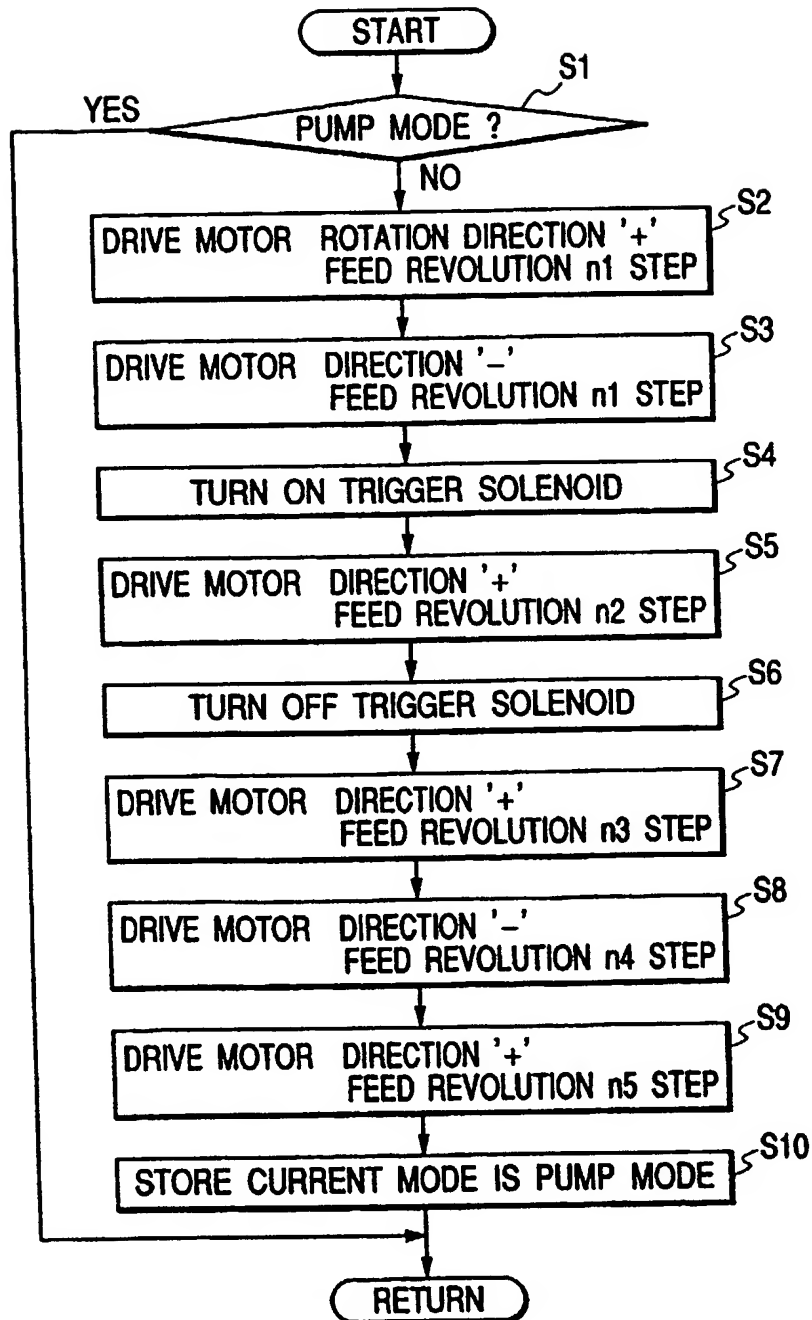 START
S1
YES
PUMP MODE ?
NO
S2
DRIVE MOTOR ROTATION DIRECTION '+'
FEED REVOLUTION n1 STEP
S3
DRIVE MOTOR DIRECTION '–'
FEED REVOLUTION n1 STEP
S4
TURN ON TRIGGER SOLENOID
S5
DRIVE MOTOR DIRECTION '+'
FEED REVOLUTION n2 STEP
S6
TURN OFF TRIGGER SOLENOID
S7
DRIVE MOTOR DIRECTION '+'
FEED REVOLUTION n3 STEP
S8
DRIVE MOTOR DIRECTION '–'
FEED REVOLUTION n4 STEP
S9
DRIVE MOTOR DIRECTION '+'
FEED REVOLUTION n5 STEP
S10
STORE CURRENT MODE IS PUMP MODE
RETURN